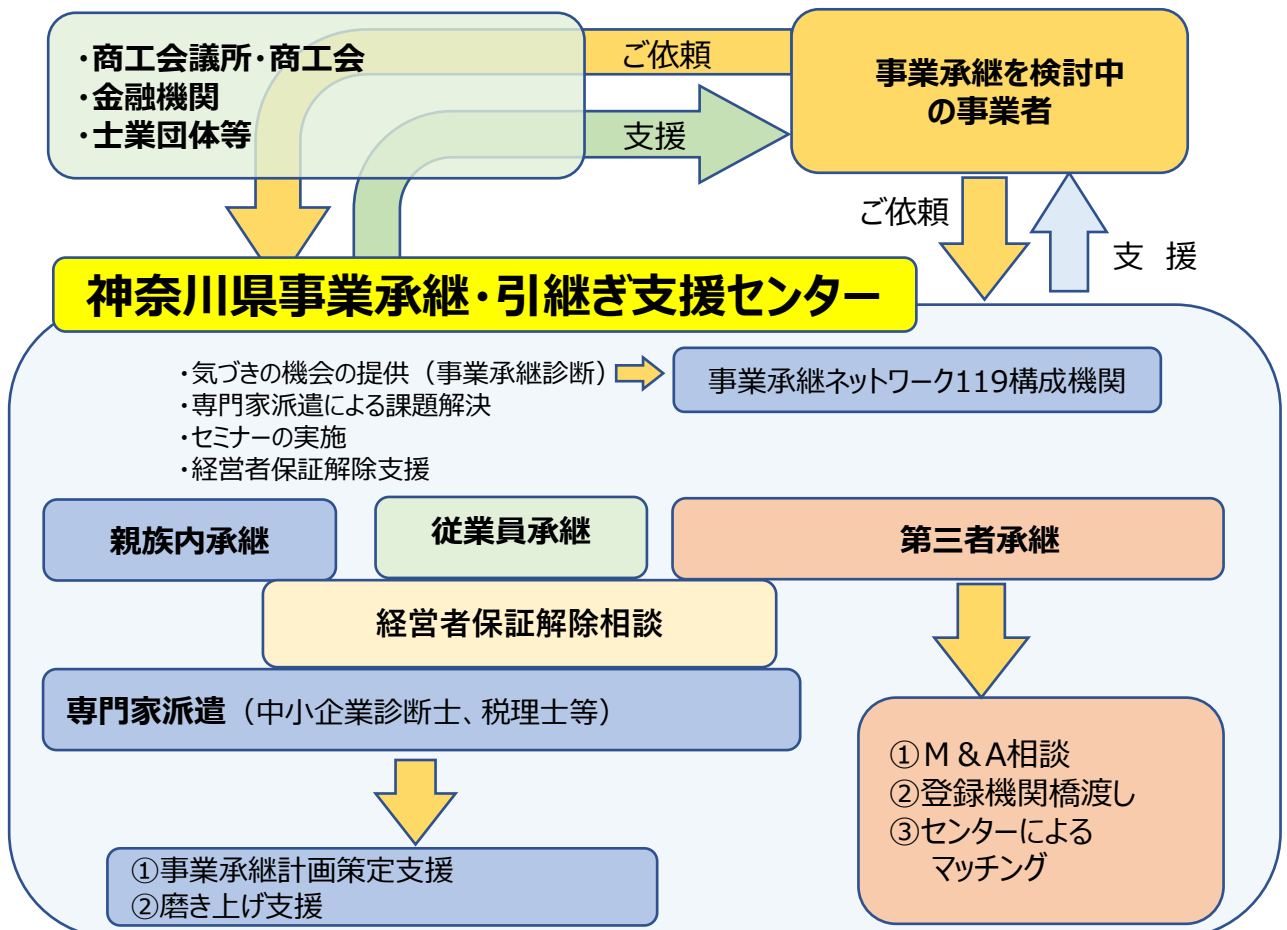 ・商工会議所・商工会
・金融機関
・士業団体等
ご依頼
支援
事業承継を検討中
の事業者
ご依頼
支 援
神奈川県事業承継・引継ぎ支援センター
・気づきの機会の提供（事業承継診断）
・専門家派遣による課題解決
・セミナーの実施
・経営者保証解除支援
事業承継ネットワーク119構成機関
親族内承継
従業員承継
第三者承継
経営者保証解除相談
専門家派遣（中小企業診断士、税理士等）
①事業承継計画策定支援
②磨き上げ支援
①M＆A相談
②登録機関橋渡し
③センターによる
マッチング